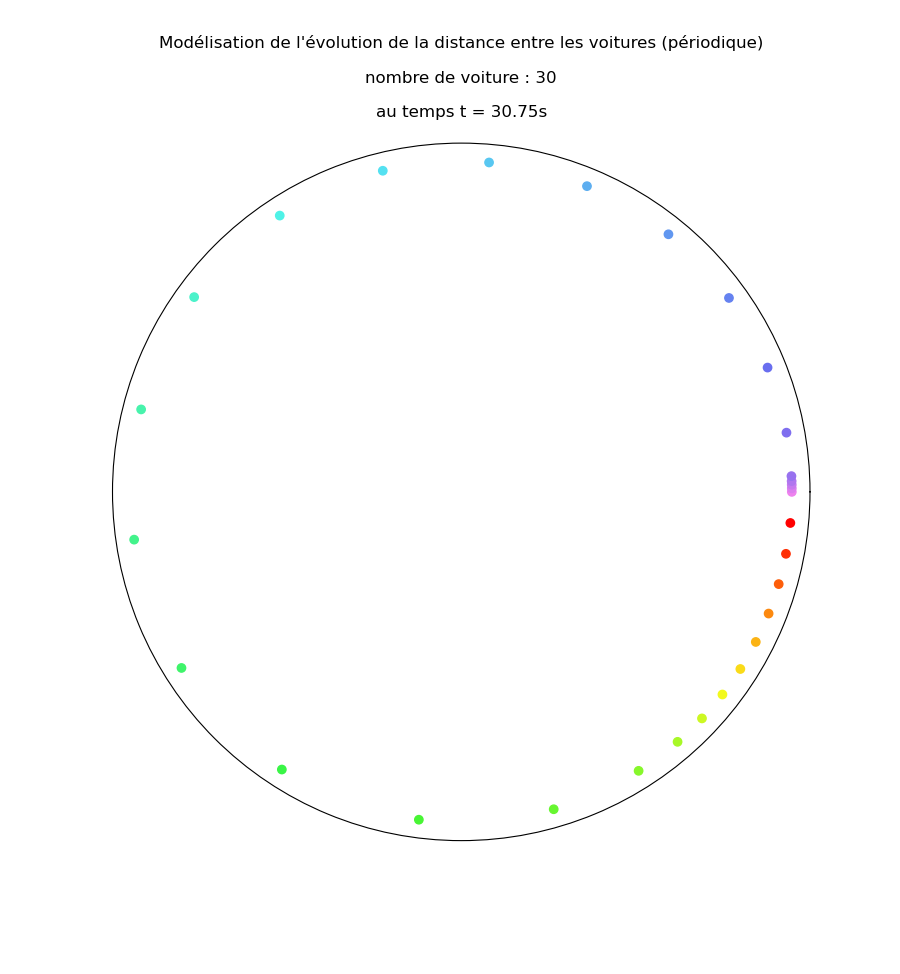 Modélisation de l'évolution de la distance entre les voitures (périodique)
nombre de voiture : 30
au temps t = 30.75s